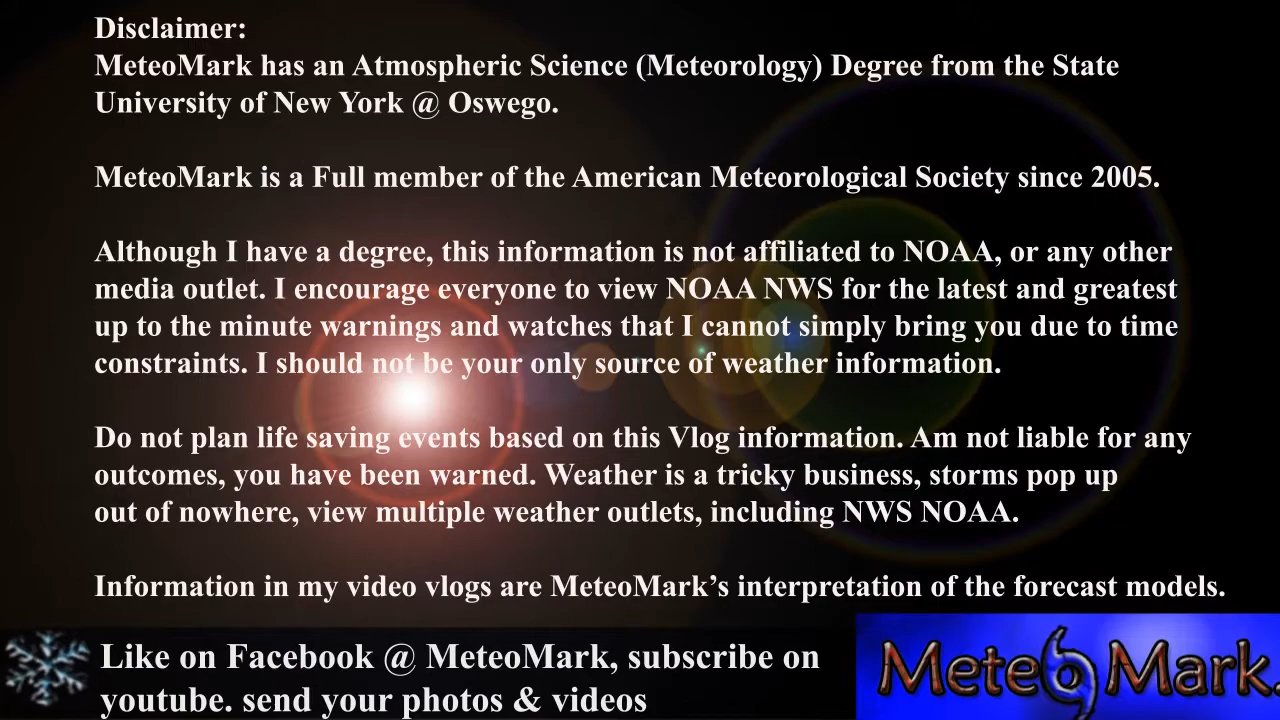 Disclaimer:
MeteoMark has an Atmospheric Science (Meteorology) Degree from the State
University of New York @ Oswego.
MeteoMark is a Full member of the American Meteorological Society since 2005.
Although I have a degree, this information is not affiliated to NOAA, or any other
media outlet. I encourage everyone to view NOAA NWS for the latest and greatest
up to the minute warnings and watches that I cannot simply bring you due to time
constraints. I should not be your only source of weather information.
Do not plan life saving events based on this Vlog information. Am not liable for any
outcomes, you have been warned. Weather is a tricky business, storms pop up
out of nowhere, view multiple weather outlets, including NWS NOAA.
Information in my video vlogs are MeteoMark’s interpretation of the forecast models.
Like on Facebook @ MeteoMark, subscribe on
youtube. send your photos & videos
MeteoMark.